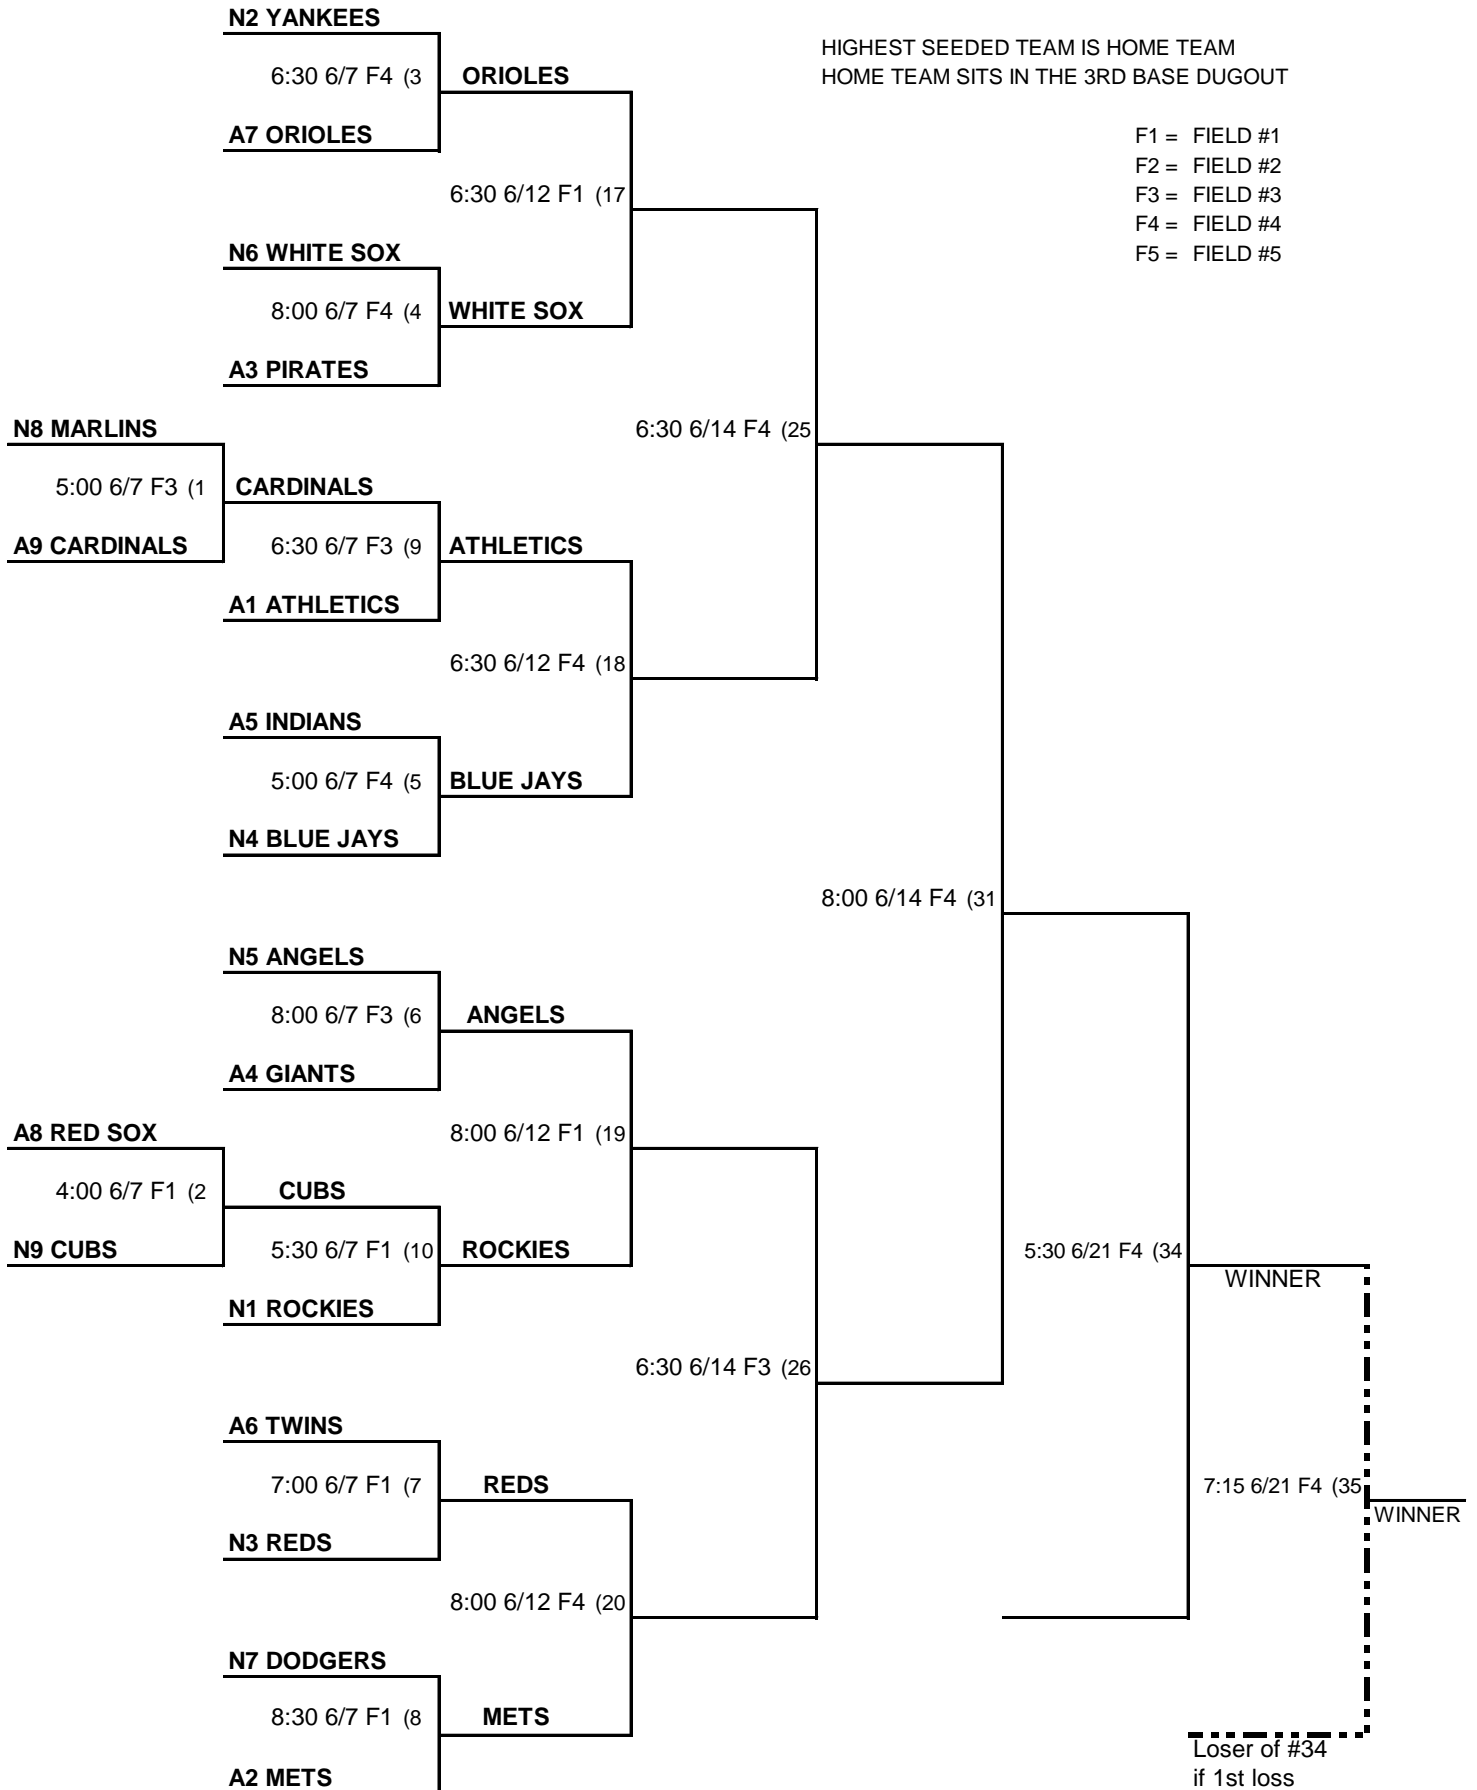 N2 YANKEES
HIGHEST SEEDED TEAM IS HOME TEAM
6:30 6/7 F4 (3
ORIOLES
HOME TEAM SITS IN THE 3RD BASE DUGOUT
A7 ORIOLES
F1 = FIELD #1
F2 = FIELD #2
6:30 6/12 F1 (17
F3 = FIELD #3
F4 = FIELD #4
N6 WHITE SOX
F5 = FIELD #5
8:00 6/7 F4 (4
WHITE SOX
A3 PIRATES
N8 MARLINS
6:30 6/14 F4 (25
5:00 6/7 F3 (1
CARDINALS
A9 CARDINALS
6:30 6/7 F3 (9
ATHLETICS
A1 ATHLETICS
6:30 6/12 F4 (18
A5 INDIANS
5:00 6/7 F4 (5
BLUE JAYS
N4 BLUE JAYS
8:00 6/14 F4 (31
N5 ANGELS
8:00 6/7 F3 (6
ANGELS
A4 GIANTS
A8 RED SOX
8:00 6/12 F1 (19
4:00 6/7 F1 (2
CUBS
N9 CUBS
5:30 6/7 F1 (10
ROCKIES
5:30 6/21 F4 (34
WINNER
N1 ROCKIES
6:30 6/14 F3 (26
A6 TWINS
7:00 6/7 F1 (7
REDS
7:15 6/21 F4 (35
WINNER
N3 REDS
8:00 6/12 F4 (20
N7 DODGERS
8:30 6/7 F1 (8
METS
Loser of #34
A2 METS
if 1st loss